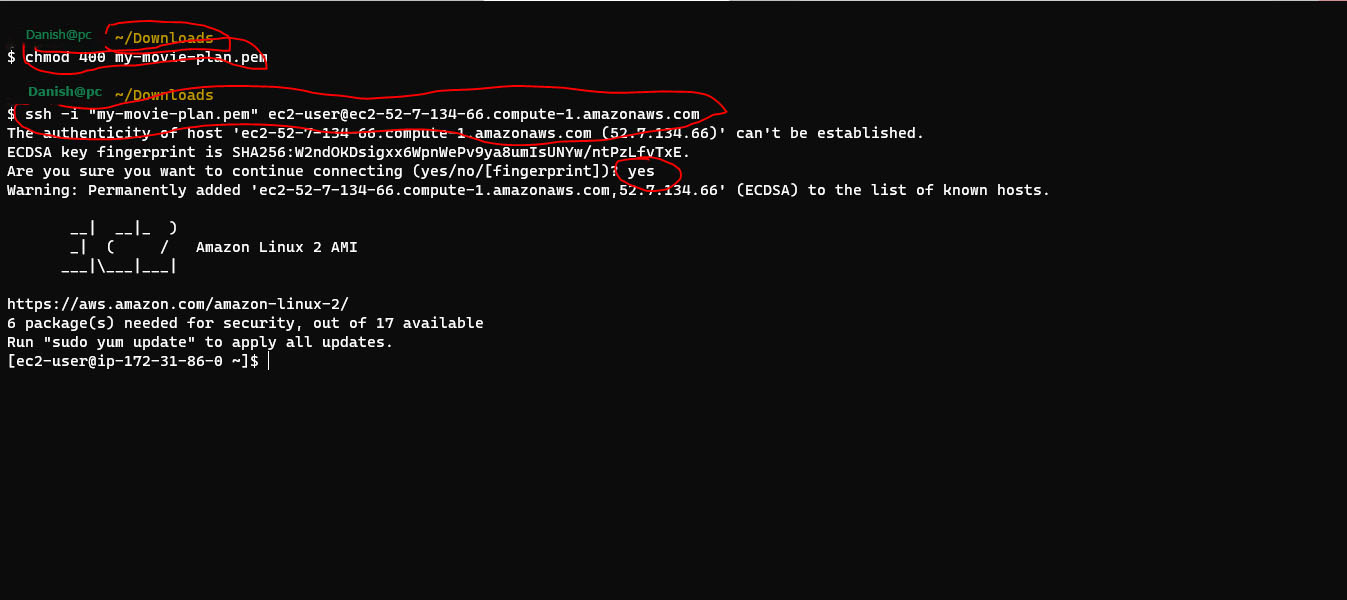 Danish@pc ~/Downloads
$ chmod 400 my-movie-plan.pem
Danish@pc ~/Downloads
$ ssh -i "my-movie-plan.pem" ec2-user@ec2-52-7-134-66.compute-1.amazonaws.com
The authenticity of host 'ec2-52-7-134-66.compute-1.amazonaws.com (52.7.134.66)' can't be established.
ECDSA key fingerprint is SHA256:W2ndOKDsigxx6WpnWePv9ya8umIsUNYw/ntPzLfvTxE.
Are you sure you want to continue connecting (yes/no/[fingerprint])? yes
Warning: Permanently added 'ec2-52-7-134-66.compute-1.amazonaws.com,52.7.134.66' (ECDSA) to the list of known hosts.
__|  __|_  )
_|  (     /   Amazon Linux 2 AMI
___|\___|___|
https://aws.amazon.com/amazon-linux-2/
6 package(s) needed for security, out of 17 available
Run "sudo yum update" to apply all updates.
[ec2-user@ip-172-31-86-0 ~]$